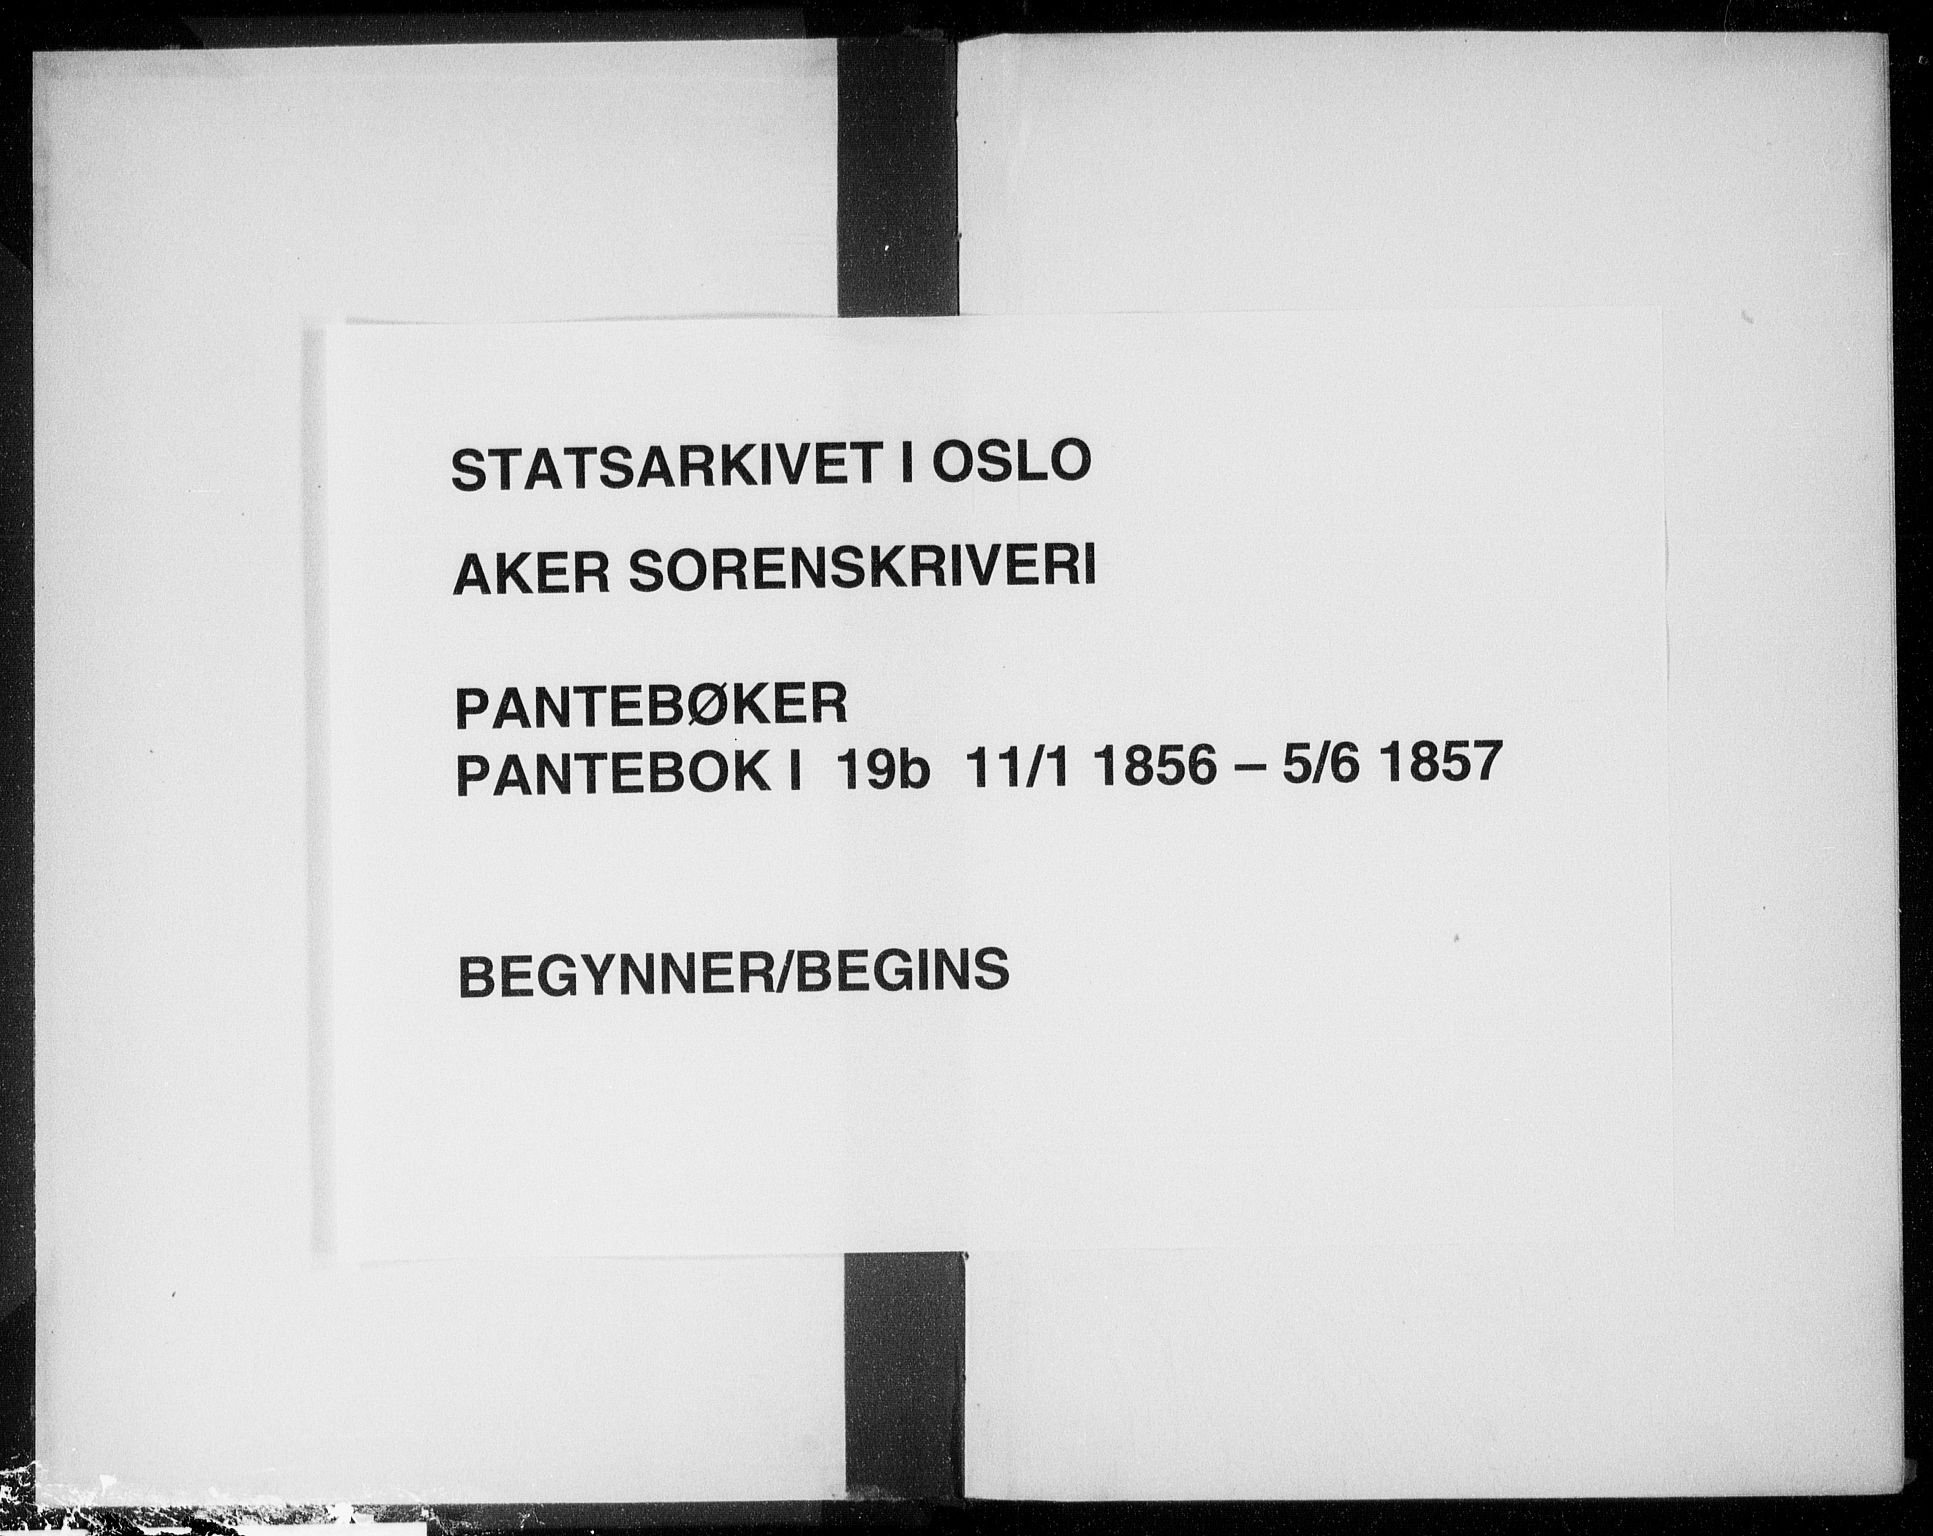 STATSARKIVET I OSLO
AKER SORENSKRIVERI
PANTEBØKER
PANTEBOK I 19b 11/1 1856 – 5/6 1857
BEGYNNER/BEGINS